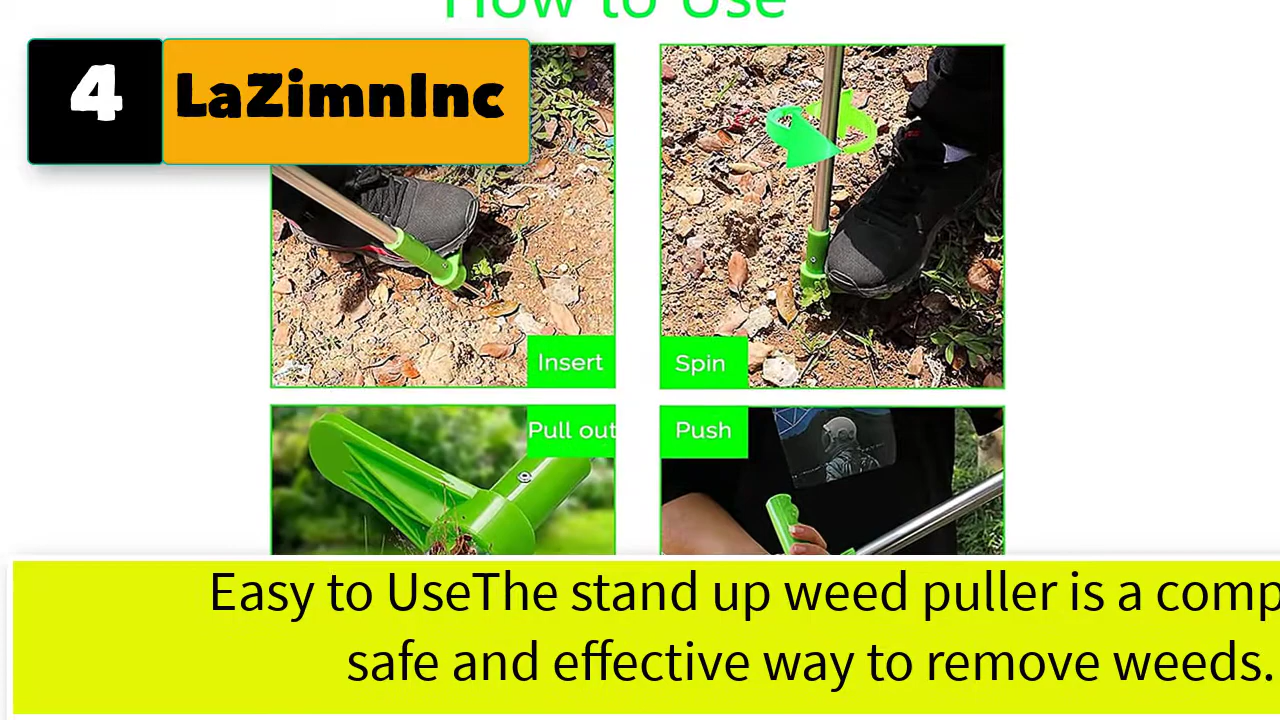 How to Use
4
LaZimnInc
Insert
Spin
Pull out
Push
Easy to UseThe stand up weed puller is a comp
safe and effective way to remove weeds.